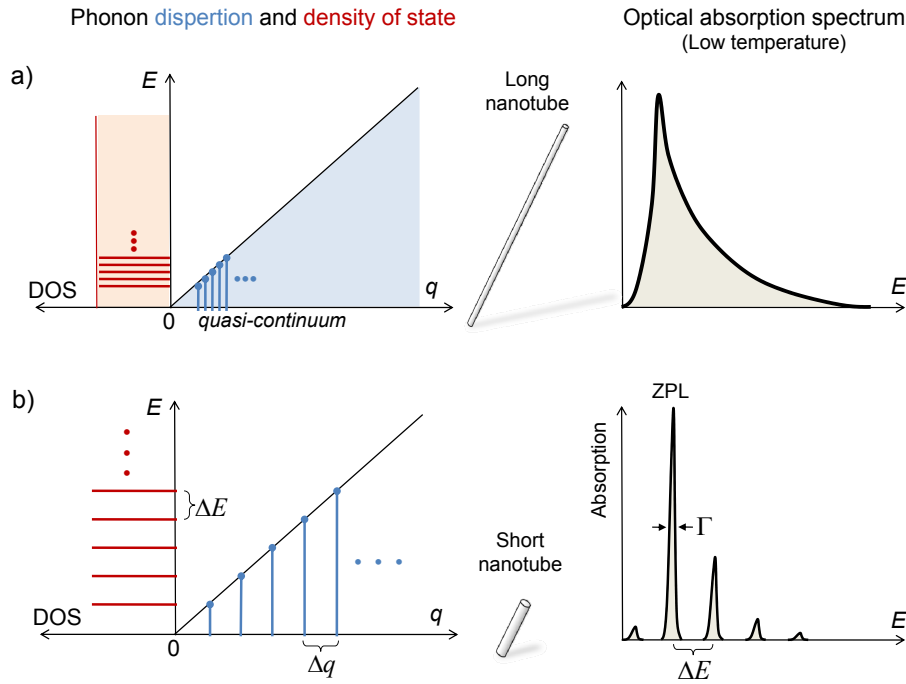 Phonon dispertion and density of state
Optical absorption spectrum
(Low temperature)
a)
E
Long
nanotube
DOS
q
E
0
quasi-continuum
b)
E
ZPL
Absorption
ΔE
Γ
Short
nanotube
DOS
q
E
0
Δq
ΔE